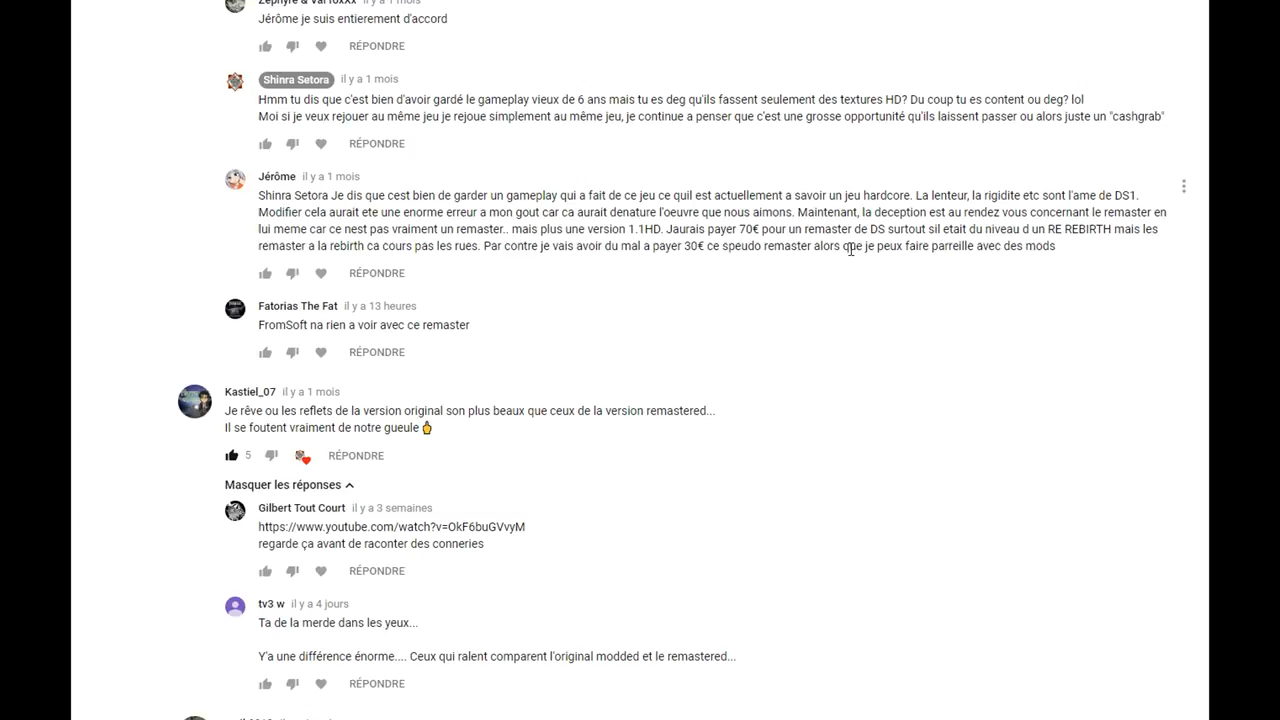 Zephyre & Val
il y a 1 mois
Jérôme je suis entierement d'accord
RÉPONDRE
Shinra Setora il y a 1 mois
Hmm tu dis que c'est bien d'avoir gardé le gameplay vieux de 6 ans mais tu es deg qu'ils fassent seulement des textures HD? Du coup tu es content ou deg? lol
Moi si je veux rejouer au même jeu je rejoue simplement au même jeu, je continue a penser que c'est une grosse opportunité qu'ils laissent passer ou alors juste un "cashgrab"
RÉPONDRE
Jérôme il y a 1 mois
Shinra Setora Je dis que cest bien de garder un gameplay qui a fait de ce jeu ce quil est actuellement a savoir un jeu hardcore. La lenteur, la rigidite etc sont l'ame de DS1.
Modifier cela aurait ete une enorme erreur a mon gout car ca aurait denature l'oeuvre que nous aimons. Maintenant, la deception est au rendez vous concernant le remaster en
lui meme car ce nest pas vraiment un remaster.. mais plus une version 1.1HD. Jaurais payer 70€ pour un remaster de DS surtout sil etait du niveau d un RE REBIRTH mais les
remaster a la rebirth ca cours pas les rues. Par contre je vais avoir du mal a payer 30€ ce speudo remaster alors que je peux faire parreille avec des mods
RÉPONDRE
Fatorias The Fat il y a 13 heures
FromSoft na rien a voir avec ce remaster
RÉPONDRE
Kastiel_07 il y a 1 mois
Je rêve ou les reflets de la version original son plus beaux que ceux de la version remastered...
Il se foutent vraiment de notre gueule 🖕
5 RÉPONDRE
Masquer les réponses
Gilbert Tout Court il y a 3 semaines
https://www.youtube.com/watch?v=OkF6buGVvyM
regarde ça avant de raconter des conneries
RÉPONDRE
tv3 w il y a 4 jours
Ta de la merde dans les yeux...
Y'a une différence énorme.... Ceux qui ralent comparent l'original modded et le remastered...
RÉPONDRE